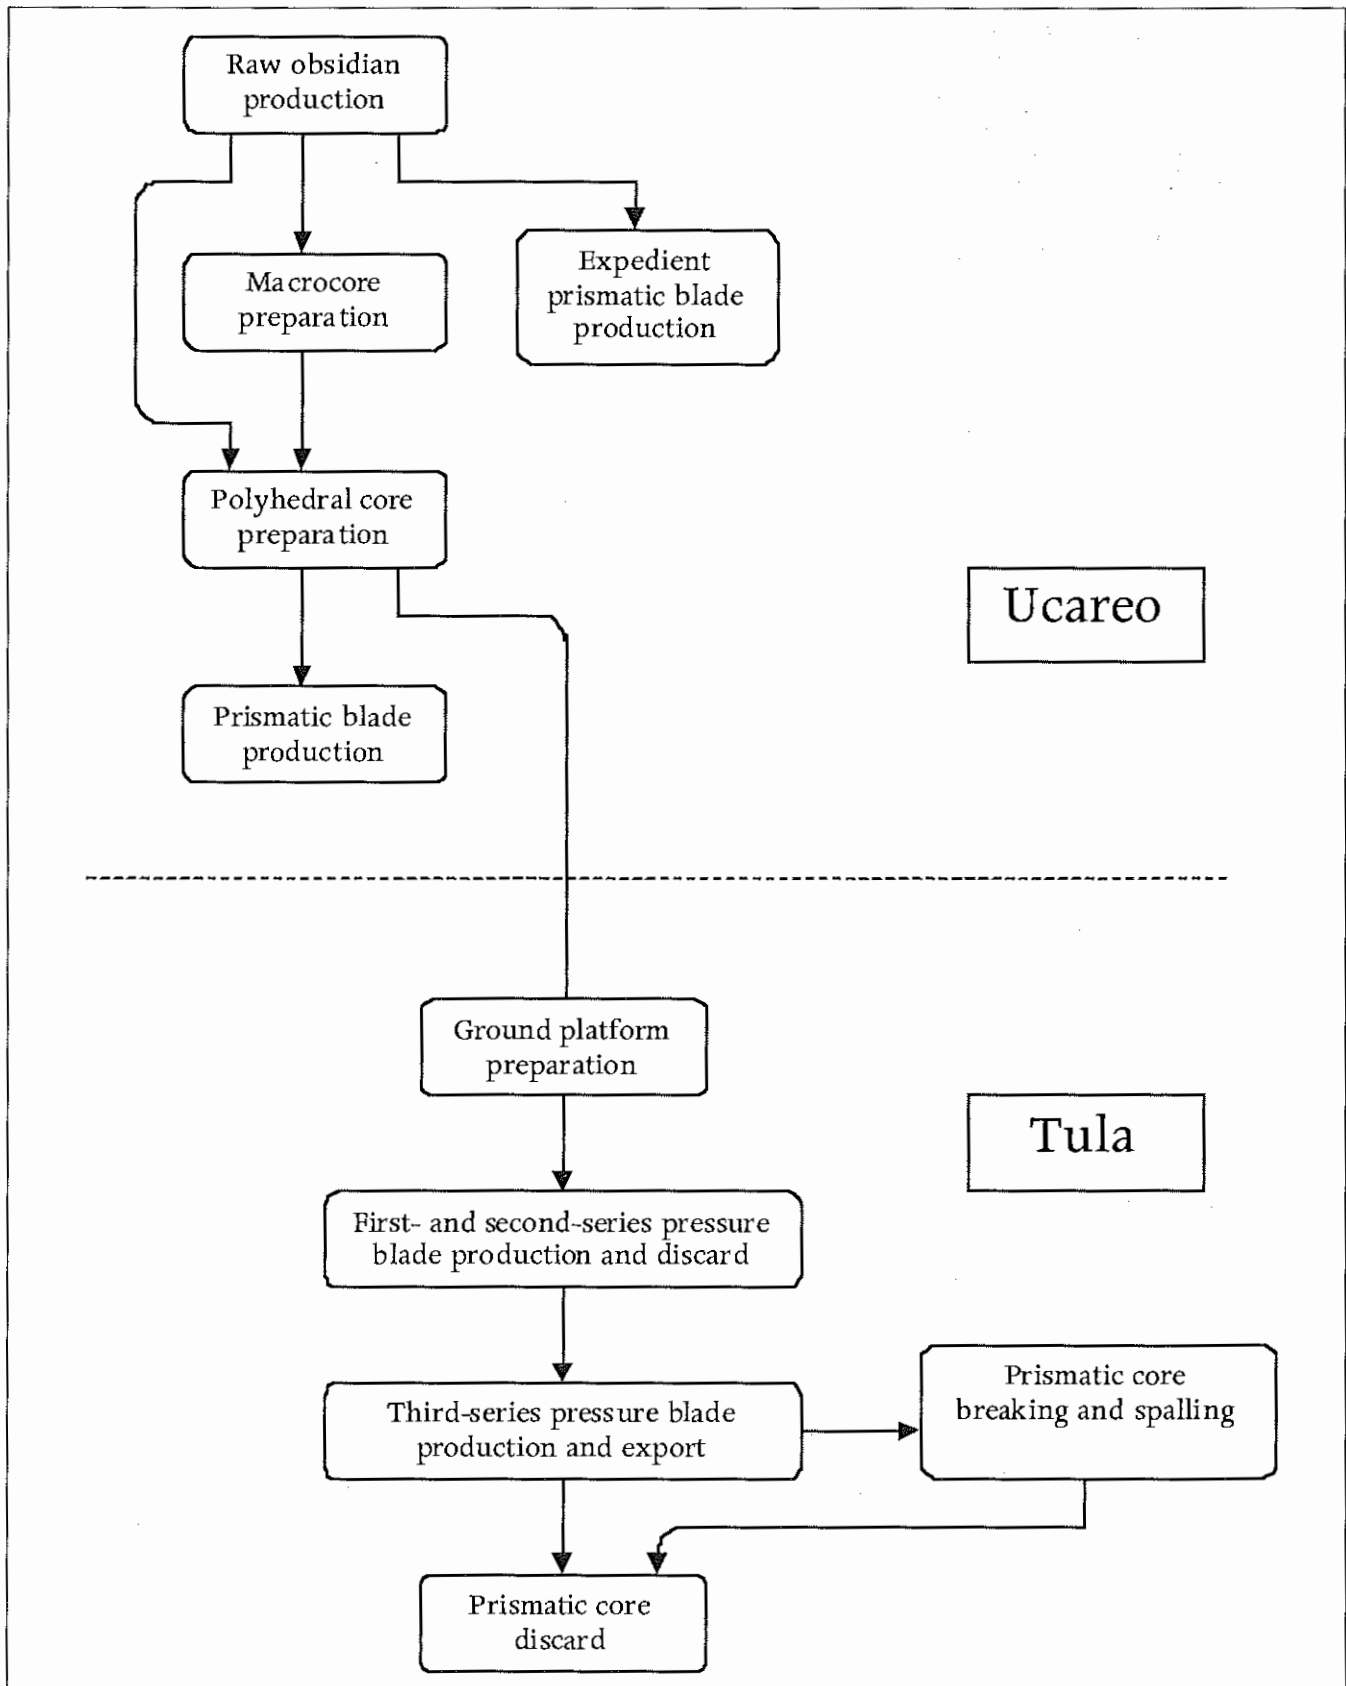 Raw obsidian
production
Macrocore
preparation
Expedient
prismatic blade
production
Polyhedral core
preparation
Ucareo
Prismatic blade
production
Ground platform
preparation
Tula
First- and second-series pressure
blade production and discard
Third-series pressure blade
production and export
Prismatic core
breaking and spalling
Prismatic core
discard